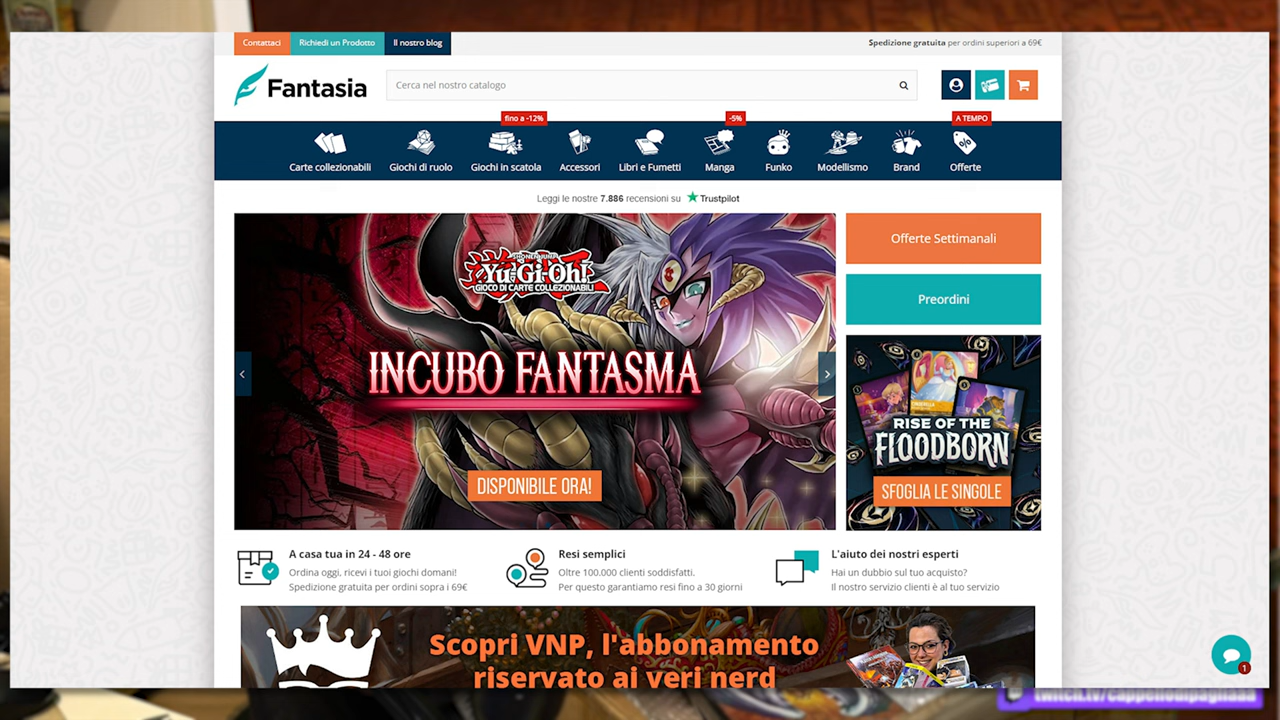 Contattaci
Richiedi un Prodotto
Il nostro blog
Spedizione gratuita per ordini superiori a 69€
Fantasia
Cerca nel nostro catalogo
fino a -12%
-5%
A TEMPO
Carte collezionabili
Giochi di ruolo
Giochi in scatola
Accessori
Libri e Fumetti
Manga
Funko
Modellismo
Brand
Offerte
Leggi le nostre 7.886 recensioni su Trustpilot
SHONEN JUMP
Yu-Gi-Oh!
GIOCO DI CARTE COLLEZIONABILI
INCUBO FANTASMA
DISPONIBILE ORA!
Offerte Settimanali
Preordini
CINDERELLA
RISE OF THE
FLOODBORN
SFOGLIA LE SINGOLE
A casa tua in 24 - 48 ore
Ordina oggi, ricevi i tuoi giochi domani!
Spedizione gratuita per ordini sopra i 69€
Resi semplici
Oltre 100.000 clienti soddisfatti.
Per questo garantiamo resi fino a 30 giorni
L'aiuto dei nostri esperti
Hai un dubbio sul tuo acquisto?
Il nostro servizio clienti è al tuo servizio
Scopri VNP, l'abbonamento
riservato ai veri nerd
1